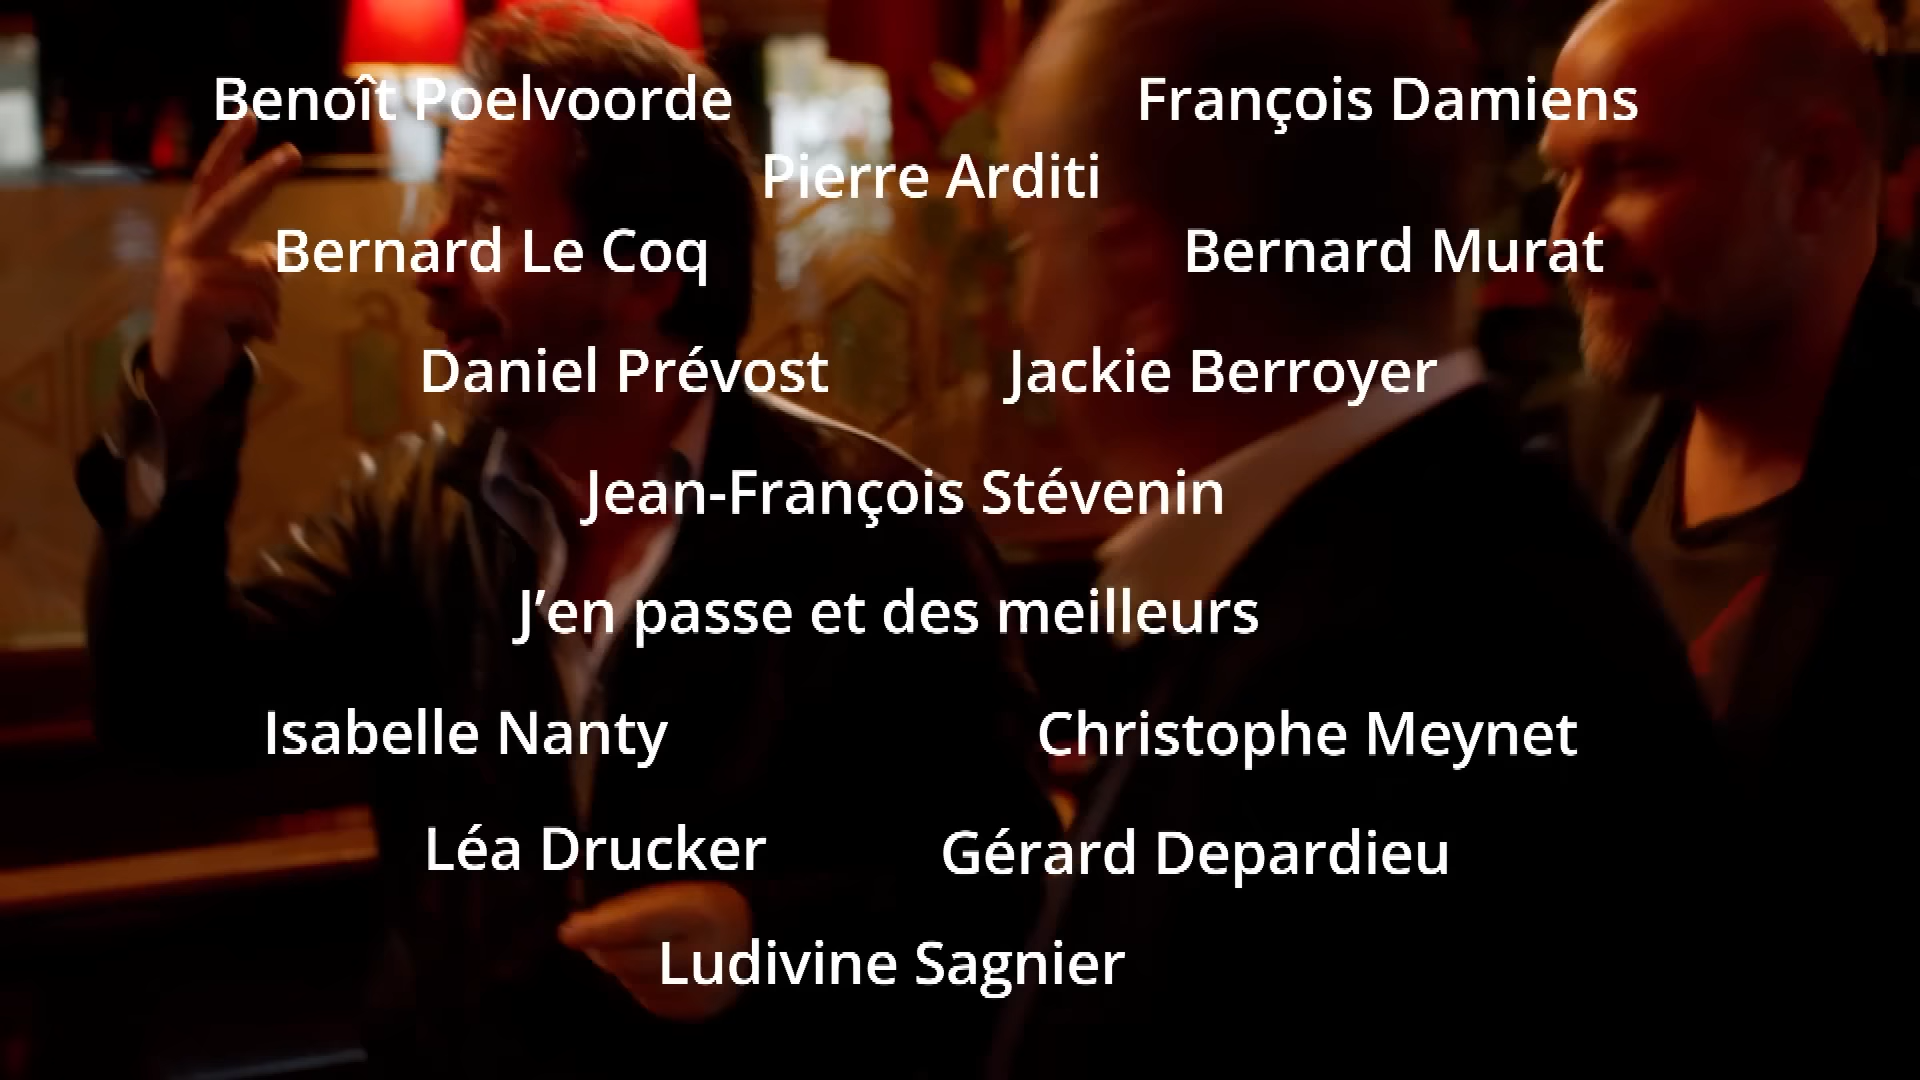 Benoît Poelvoorde
François Damiens
Pierre Arditi
Bernard Le Coq
Bernard Murat
Daniel Prévost
Jackie Berroyer
Jean-François Stévenin
J’en passe et des meilleurs
Isabelle Nanty
Christophe Meynet
Léa Drucker
Gérard Depardieu
Ludivine Sagnier